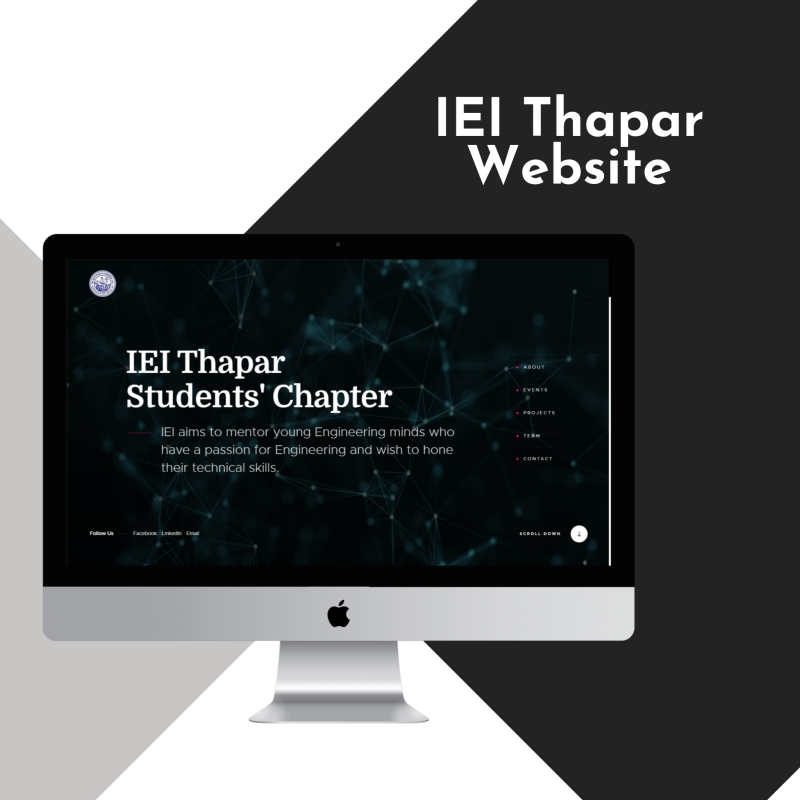 IEI Thapar
Website
IEI Thapar
Students' Chapter
IEI aims to mentor young Engineering minds who
have a passion for Engineering and wish to hone
their technical skills.
ABOUT
EVENTS
PROJECTS
TEAM
CONTACT
Follow Us Facebook LinkedIn Email
SCROLL DOWN